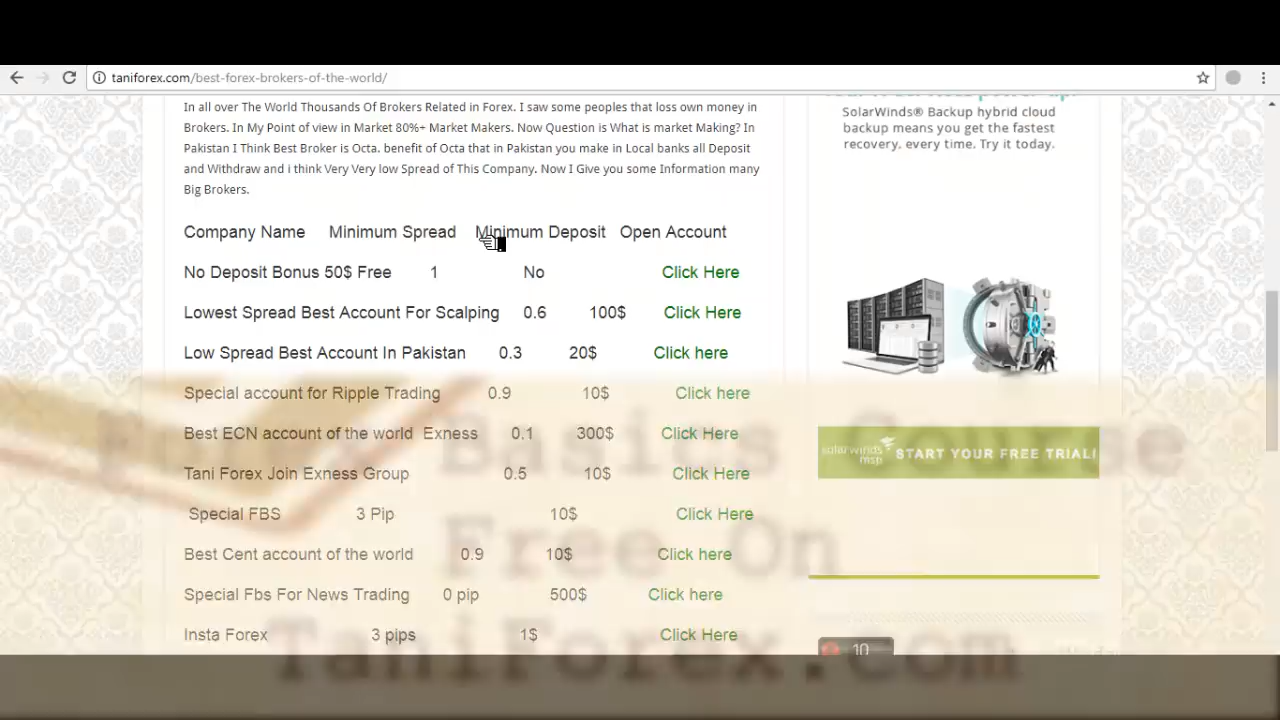 taniforex.com/best-forex-brokers-of-the-world/
In all over The World Thousands Of Brokers Related in Forex. I saw some peoples that loss own money in
Brokers. In My Point of view in Market 80%+ Market Makers. Now Question is What is market Making? In
Pakistan I Think Best Broker is Octa. benefit of Octa that in Pakistan you make in Local banks all Deposit
and Withdraw and i think Very Very low Spread of This Company. Now I Give you some Information many
Big Brokers.
Company Name Minimum Spread Minimum Deposit Open Account
No Deposit Bonus 50$ Free 1 No Click Here
Lowest Spread Best Account For Scalping 0.6 100$ Click Here
Low Spread Best Account In Pakistan 0.3 20$ Click here
Special account for Ripple Trading 0.9 10$ Click here
Best ECN account of the world Exness 0.1 300$ Click Here
Tani Forex Join Exness Group 0.5 10$ Click Here
Special FBS 3 Pip 10$ Click Here
Best Cent account of the world 0.9 10$ Click here
Special Fbs For News Trading 0 pip 500$ Click here
Insta Forex 3 pips 1$ Click Here
SolarWinds® Backup hybrid cloud
backup means you get the fastest
recovery, every time. Try it today.
solarwinds msp START YOUR FREE TRIAL!
10
Forex Basics Course
Free On
TaniForex.com